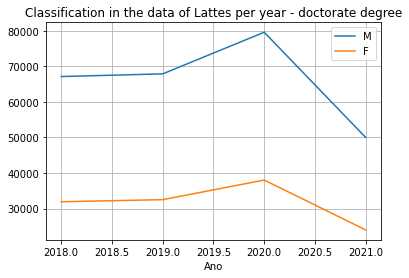 Classification in the data of Lattes per year - doctorate degree
M
F
80000
70000
60000
50000
40000
30000
2018.0 2018.5 2019.0 2019.5 2020.0 2020.5 2021.0
Ano